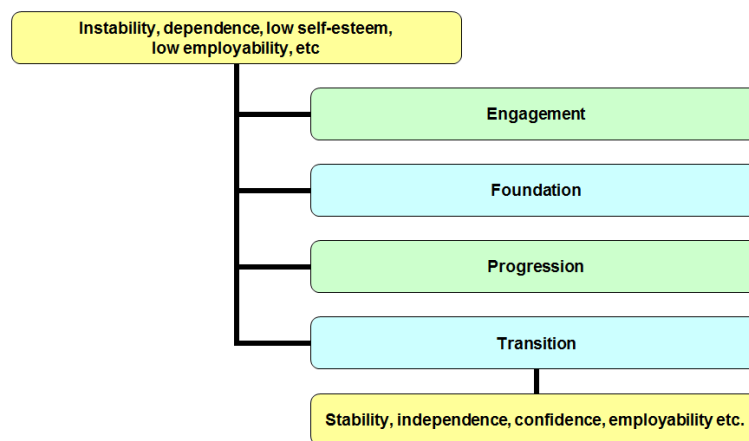 Instability, dependence, low self-esteem,
low employability, etc
Engagement
Foundation
Progression
Transition
Stability, independence, confidence, employability etc.